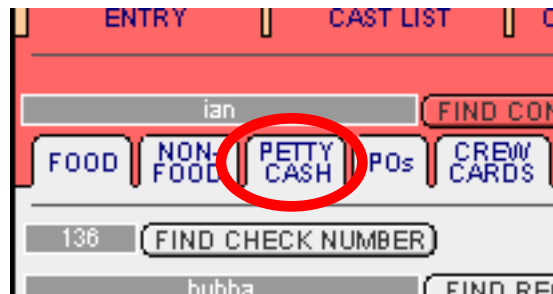 ENTRY CAST LIST
ian FIND CON
FOOD NON-FOOD PETTY CASH POs CREW CARDS
136 FIND CHECK NUMBER
bubba FIND RE